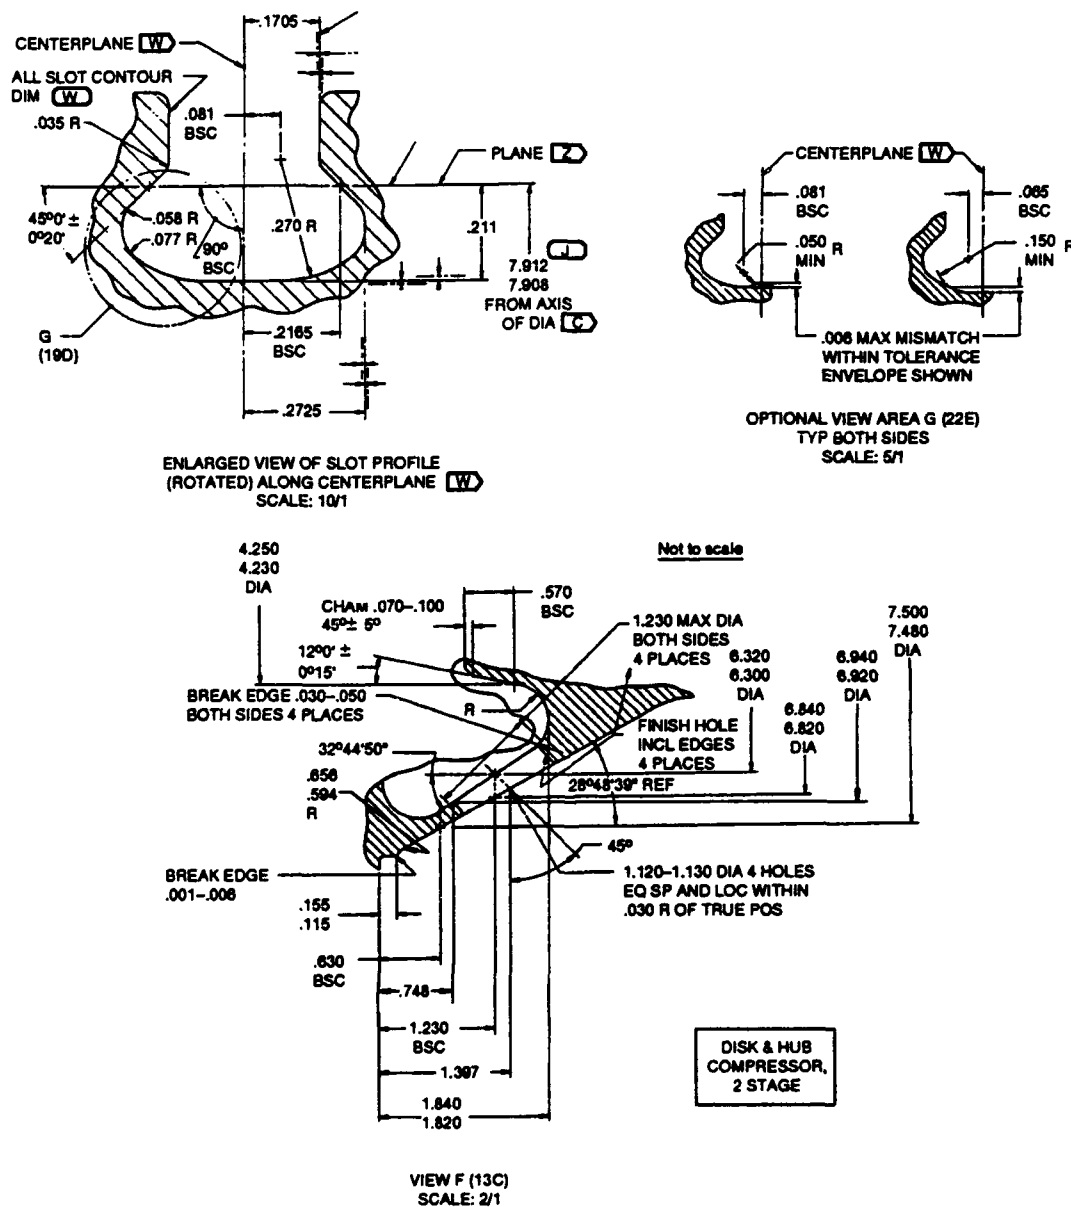 .1705
CENTERPLANE W
ALL SLOT CONTOUR
DIM W
.035 R
.081
BSC
PLANE Z
45°0' ±
0°20'
.058 R
.077 R
90°
BSC
.270 R
.211
J
7.912
7.908
FROM AXIS
OF DIA C
G
(19D)
.2165
BSC
.2725
ENLARGED VIEW OF SLOT PROFILE
(ROTATED) ALONG CENTERPLANE W
SCALE: 10/1
CENTERPLANE W
.081
BSC
.065
BSC
.050 R
MIN
.150 R
MIN
.006 MAX MISMATCH
WITHIN TOLERANCE
ENVELOPE SHOWN
OPTIONAL VIEW AREA G (22E)
TYP BOTH SIDES
SCALE: 5/1
Not to scale
4.250
4.230
DIA
CHAM .070–.100
45°± 5°
.570
BSC
12°0' ±
0°15'
1.230 MAX DIA
BOTH SIDES
4 PLACES
7.500
7.480
DIA
6.320
6.300
DIA
6.940
6.920
DIA
6.840
6.820
DIA
BREAK EDGE .030–.050
BOTH SIDES 4 PLACES
R
FINISH HOLE
INCL EDGES
4 PLACES
32°44'50"
.656
.594
R
28°48'39" REF
45°
BREAK EDGE
.001–.006
1.120–1.130 DIA 4 HOLES
EQ SP AND LOC WITHIN
.030 R OF TRUE POS
.155
.115
.630
BSC
.748
1.230
BSC
1.397
1.840
1.820
DISK & HUB
COMPRESSOR,
2 STAGE
VIEW F (13C)
SCALE: 2/1